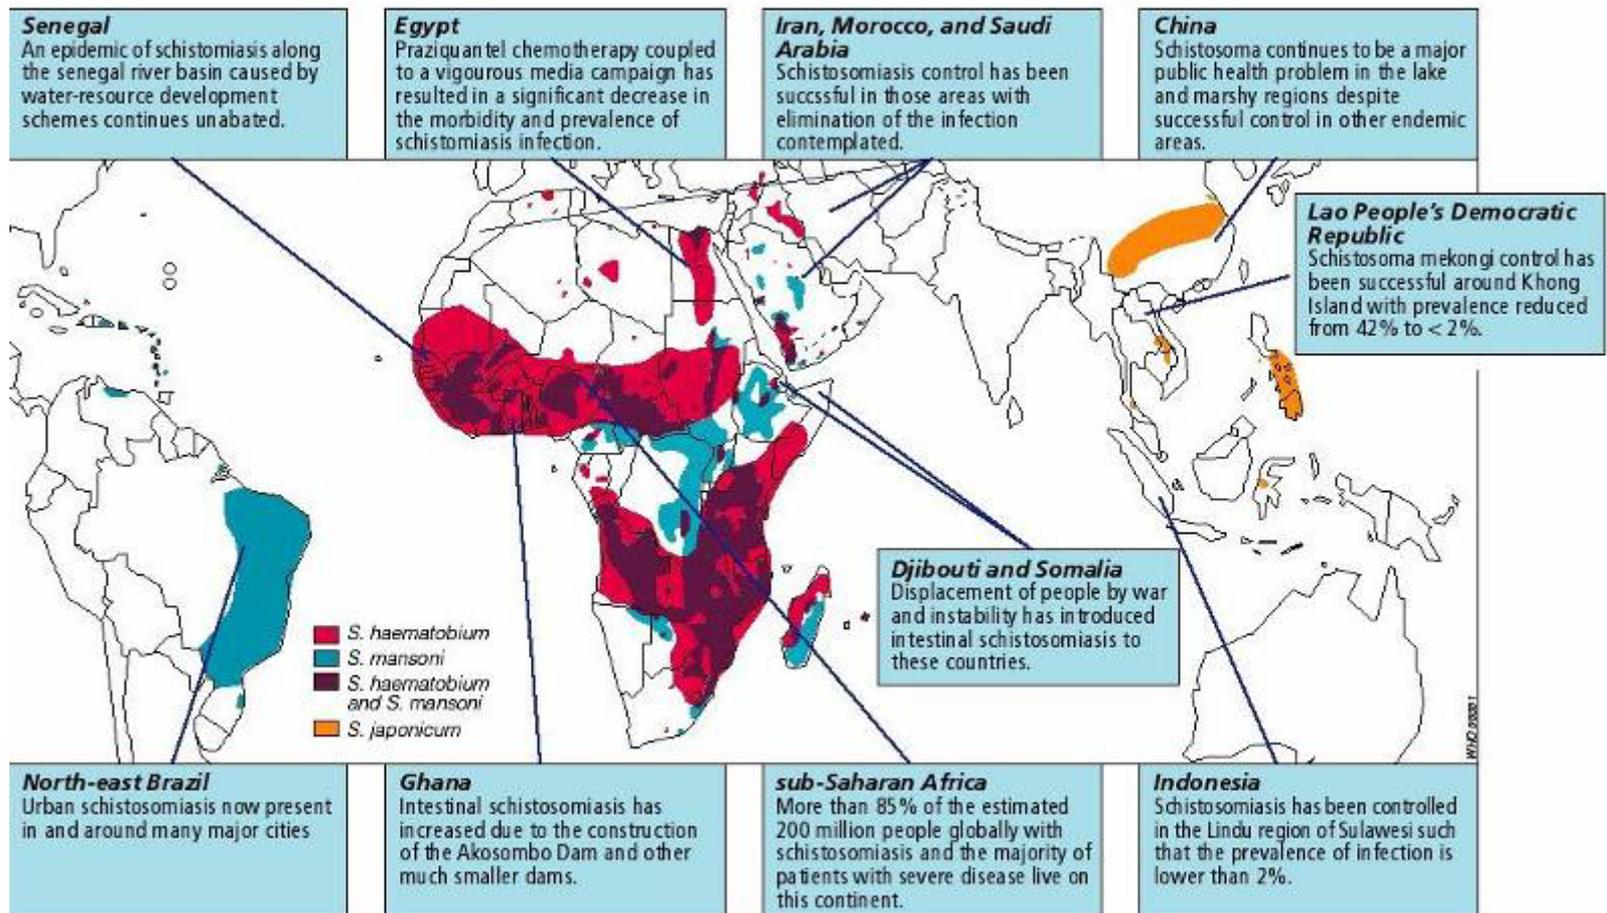 Senegal
An epidemic of schistomiasis along
the senegal river basin caused by
water-resource development
schemes continues unabated.
Egypt
Praziquantel chemotherapy coupled
to a vigourous media campaign has
resulted in a significant decrease in
the morbidity and prevalence of
schistomiasis infection.
Iran, Morocco, and Saudi
Arabia
Schistosomiasis control has been
succssful in those areas with
elimination of the infection
contemplated.
China
Schistosoma continues to be a major
public health problem in the lake
and marshy regions despite
successful control in other endemic
areas.
Lao People's Democratic
Republic
Schistosoma mekongi control has
been successful around Khong
Island with prevalence reduced
from 42% to < 2%.
Djibouti and Somalia
Displacement of people by war
and instability has introduced
intestinal schistosomiasis to
these countries.
S. haematobium
S. mansoni
S. haematobium
and S. mansoni
S. japonicum
North-east Brazil
Urban schistosomiasis now present
in and around many major cities
Ghana
Intestinal schistosomiasis has
increased due to the construction
of the Akosombo Dam and other
much smaller dams.
sub-Saharan Africa
More than 85% of the estimated
200 million people globally with
schistosomiasis and the majority of
patients with severe disease live on
this continent.
Indonesia
Schistosomiasis has been controlled
in the Lindu region of Sulawesi such
that the prevalence of infection is
lower than 2%.
WHO